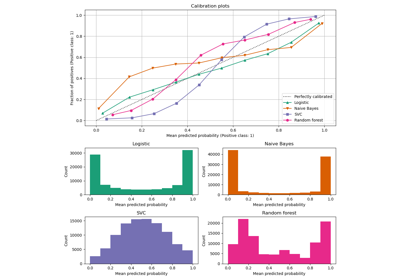 Calibration plots
1.0
0.8
0.6
0.4
0.2
0.0
Fraction of positives (Positive class: 1)
Perfectly calibrated
Logistic
Naive Bayes
SVC
Random forest
0.0 0.2 0.4 0.6 0.8 1.0
Mean predicted probability (Positive class: 1)
Logistic
30000
20000
10000
0
Count
0.0 0.2 0.4 0.6 0.8 1.0
Mean predicted probability
Naive Bayes
40000
30000
20000
10000
0
Count
0.0 0.2 0.4 0.6 0.8 1.0
Mean predicted probability
SVC
15000
10000
5000
0
Count
0.0 0.2 0.4 0.6 0.8 1.0
Mean predicted probability
Random forest
20000
15000
10000
5000
0
Count
0.0 0.2 0.4 0.6 0.8 1.0
Mean predicted probability